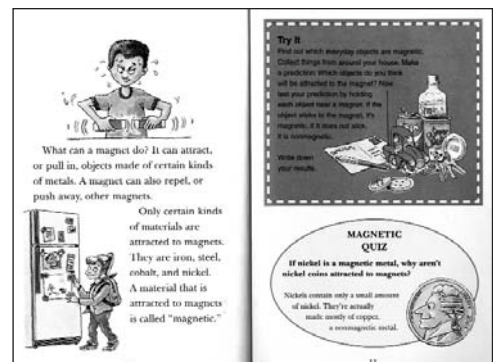 What can a magnet do? It can attract,
or pull in, objects made of certain kinds
of metals. A magnet can also repel, or
push away, other magnets.
Only certain kinds
of materials are
attracted to magnets.
They are iron, steel,
cobalt, and nickel.
A material that is
attracted to magnets
is called "magnetic."
Try It
Find out which everyday objects are magnetic.
Collect things from around your house. Make
a prediction: Which objects do you think
will be attracted to the magnet? Now
test your prediction by holding
each object near a magnet. If the
object sticks to the magnet, it's
magnetic. If it does not stick,
it is nonmagnetic.
Write down
your results.
MAGNETIC
QUIZ
If nickel is a magnetic metal, why aren't
nickel coins attracted to magnets?
Nickels contain only a small amount
of nickel. They're actually
made mostly of copper,
a nonmagnetic metal.